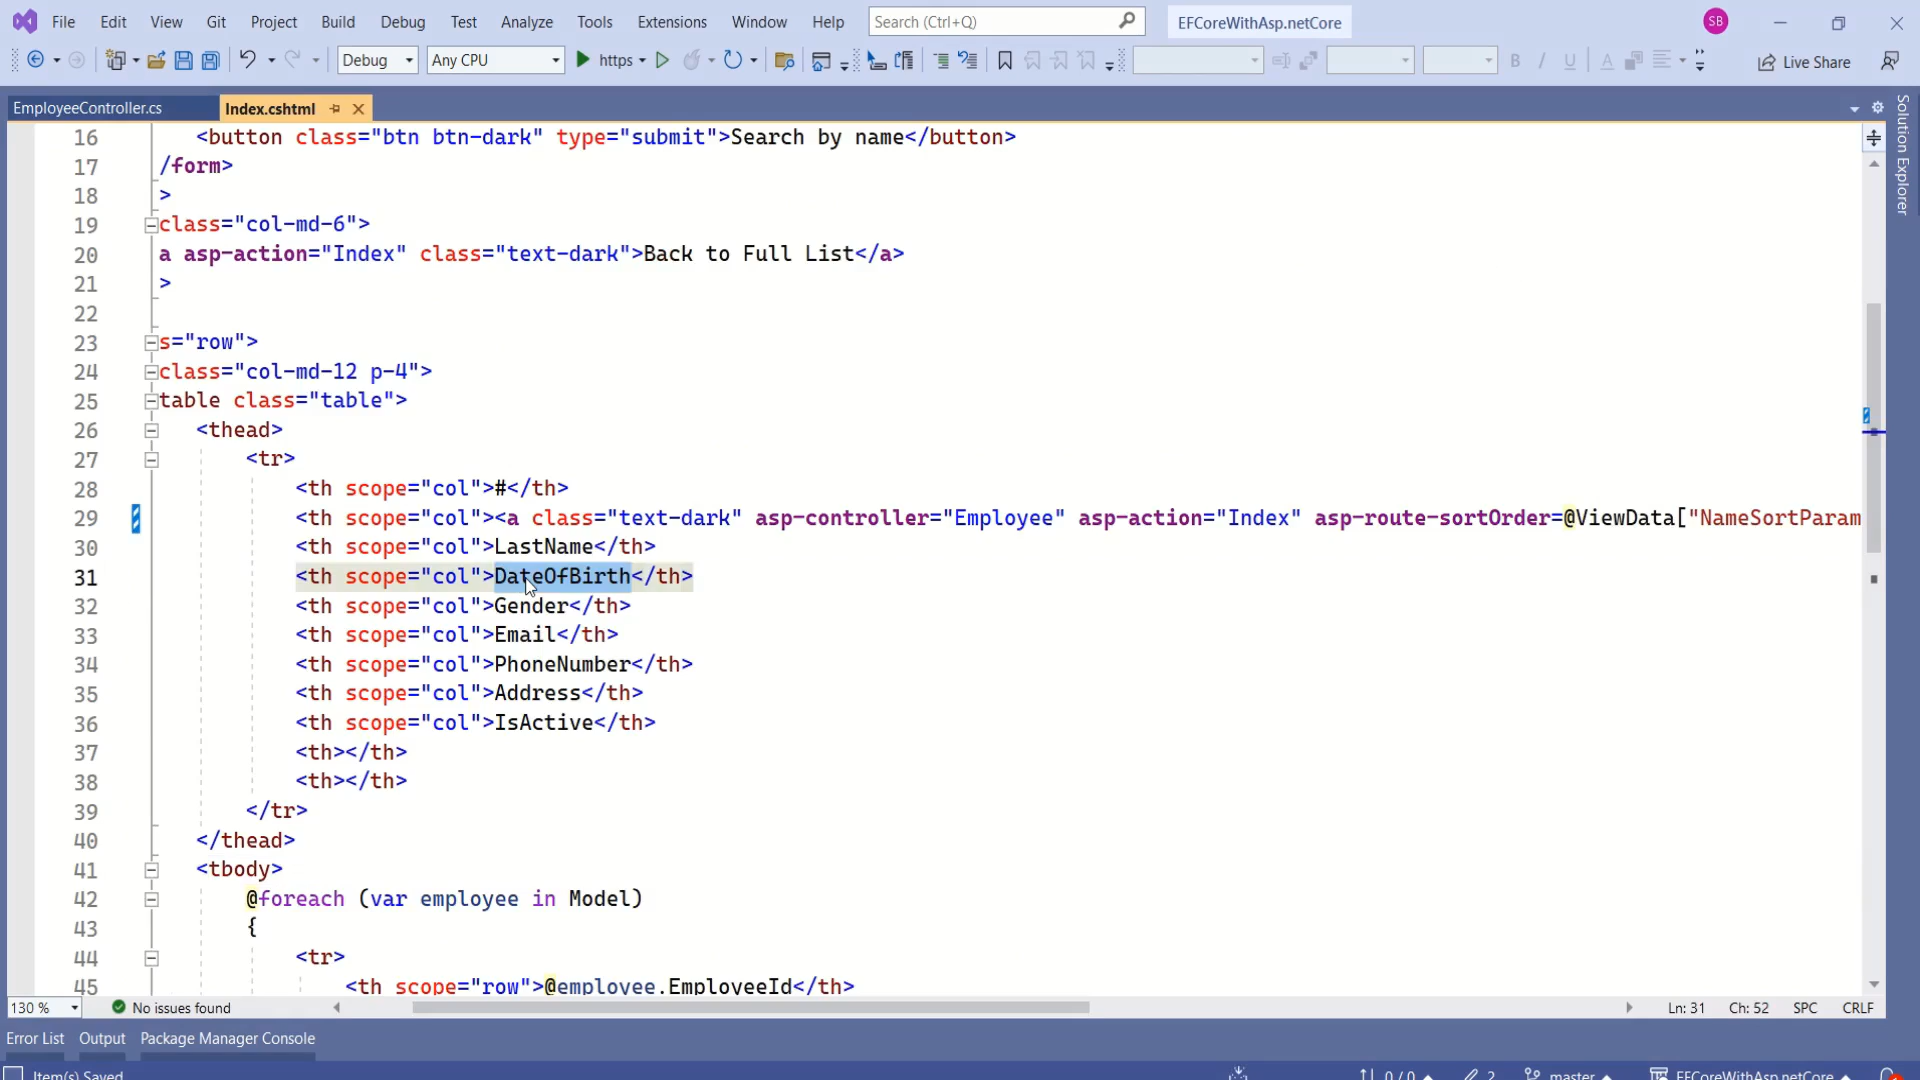 File Edit View Git Project Build Debug Test Analyze Tools Extensions Window Help Search (Ctrl+Q) EFCoreWithAsp.netCore SB
Debug Any CPU https Live Share
EmployeeController.cs Index.cshtml
Solution Explorer
16 <button class="btn btn-dark" type="submit">Search by name</button>
17 /form>
18 >
19 class="col-md-6">
20 a asp-action="Index" class="text-dark">Back to Full List</a>
21 >
22
23 s="row">
24 class="col-md-12 p-4">
25 table class="table">
26 <thead>
27 <tr>
28 <th scope="col">#</th>
29 <th scope="col"><a class="text-dark" asp-controller="Employee" asp-action="Index" asp-route-sortOrder=@ViewData["NameSortParam
30 <th scope="col">LastName</th>
31 <th scope="col">DateOfBirth</th>
32 <th scope="col">Gender</th>
33 <th scope="col">Email</th>
34 <th scope="col">PhoneNumber</th>
35 <th scope="col">Address</th>
36 <th scope="col">IsActive</th>
37 <th></th>
38 <th></th>
39 </tr>
40 </thead>
41 <tbody>
42 @foreach (var employee in Model)
43 {
44 <tr>
45 <th scope="row">@employee.EmployeeId</th>
130 % No issues found Ln: 31 Ch: 52 SPC CRLF
Error List Output Package Manager Console
Item(s) Saved 0 / 0 2 master EFCoreWithAsp.netCore